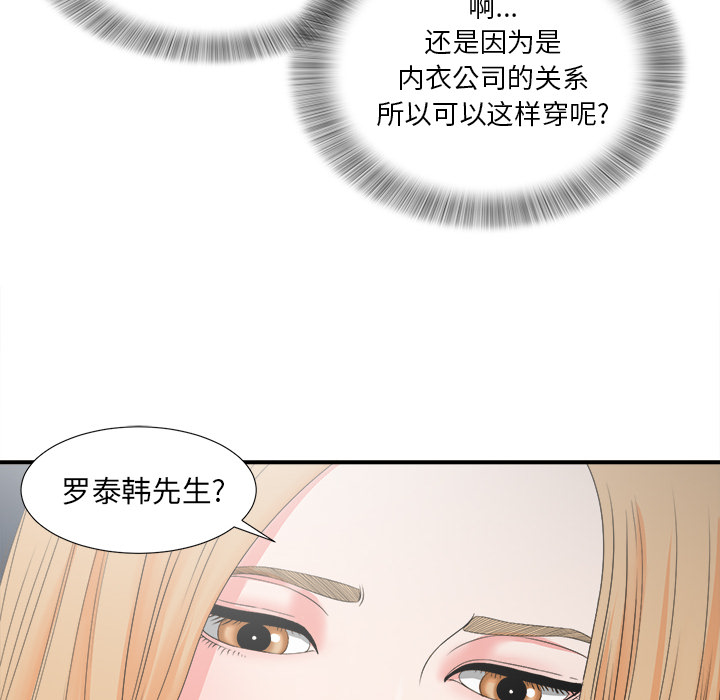 啊...
还是因为是
内衣公司的关系
所以可以这样穿呢?
罗泰韩先生?